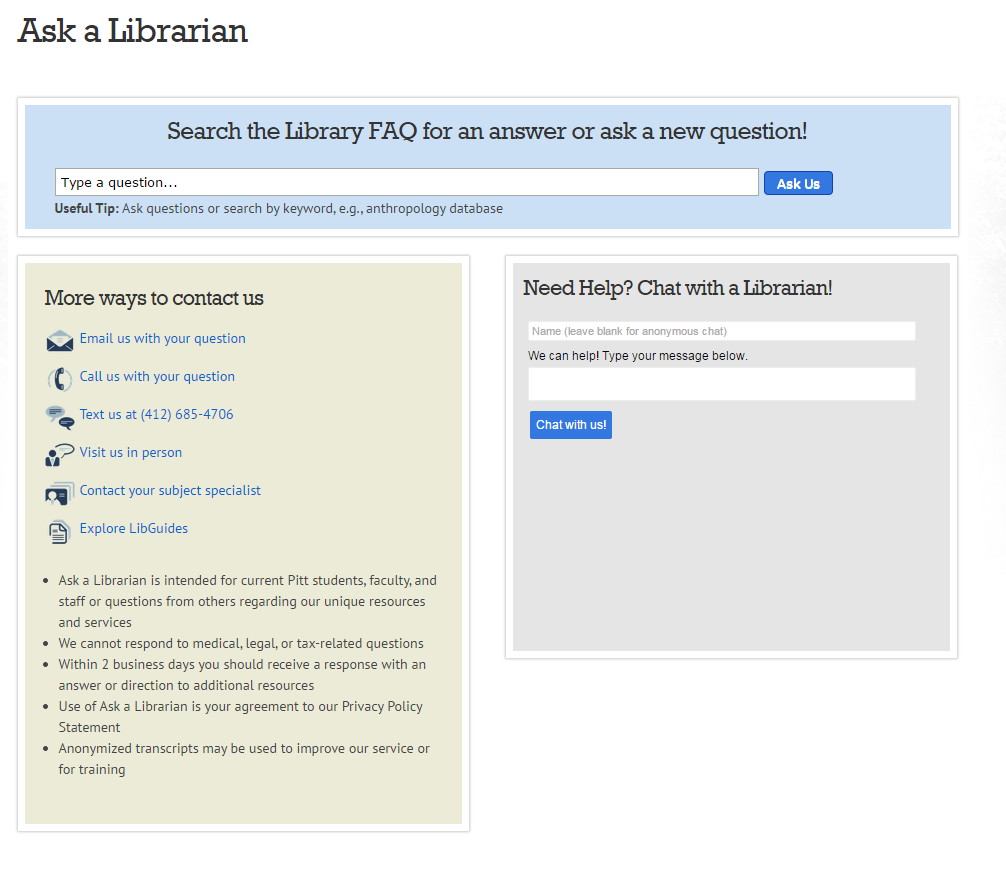 Ask a Librarian
Search the Library FAQ for an answer or ask a new question!
Type a question...
Ask Us
Useful Tip: Ask questions or search by keyword, e.g., anthropology database
More ways to contact us
Email us with your question
Call us with your question
Text us at (412) 685-4706
Visit us in person
Contact your subject specialist
Explore LibGuides
• Ask a Librarian is intended for current Pitt students, faculty, and
staff or questions from others regarding our unique resources
and services
• We cannot respond to medical, legal, or tax-related questions
• Within 2 business days you should receive a response with an
answer or direction to additional resources
• Use of Ask a Librarian is your agreement to our Privacy Policy
Statement
• Anonymized transcripts may be used to improve our service or
for training
Need Help? Chat with a Librarian!
Name (leave blank for anonymous chat)
We can help! Type your message below.
Chat with us!